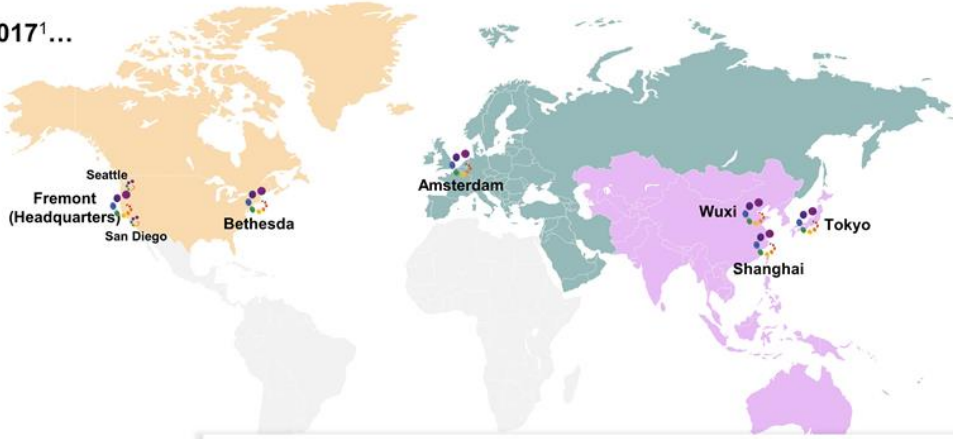 017¹…
Seattle
Fremont
(Headquarters)
San Diego
Bethesda
Amsterdam
Wuxi
Tokyo
Shanghai